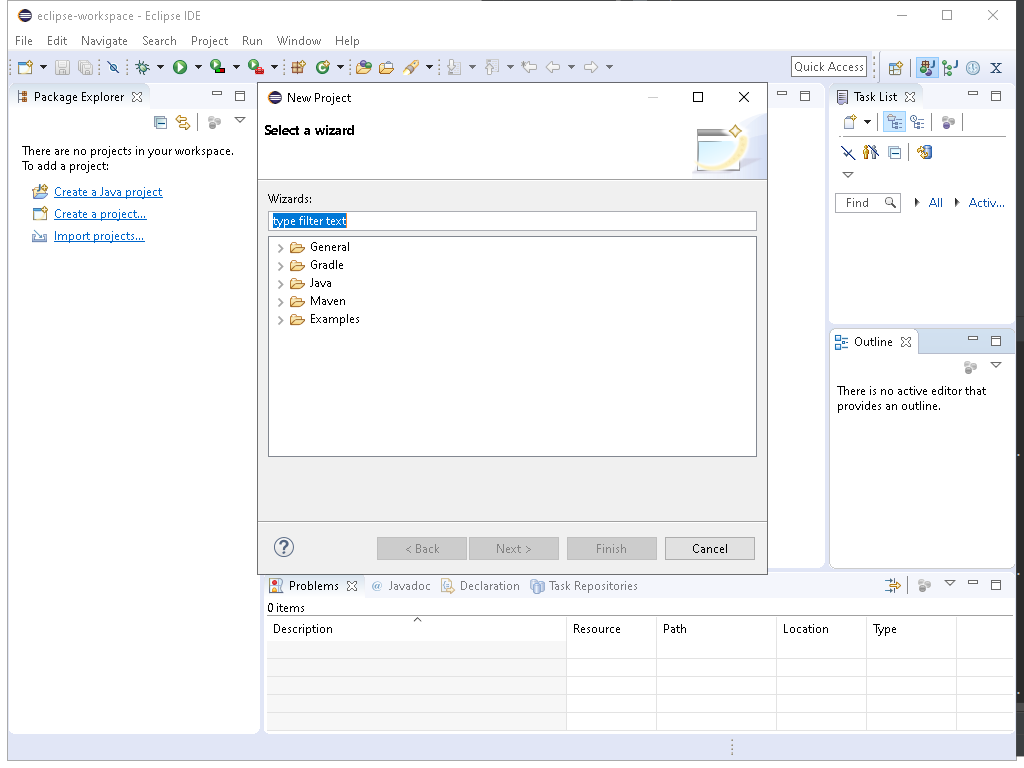 eclipse-workspace - Eclipse IDE
File Edit Navigate Search Project Run Window Help
Quick Access
Package Explorer
There are no projects in your workspace.
To add a project:
Create a Java project
Create a project...
Import projects...
New Project
Select a wizard
Wizards:
type filter text
General
Gradle
Java
Maven
Examples
?
< Back Next > Finish Cancel
Task List
Find All Activ...
Outline
There is no active editor that
provides an outline.
Problems @ Javadoc Declaration Task Repositories
0 items
Description Resource Path Location Type